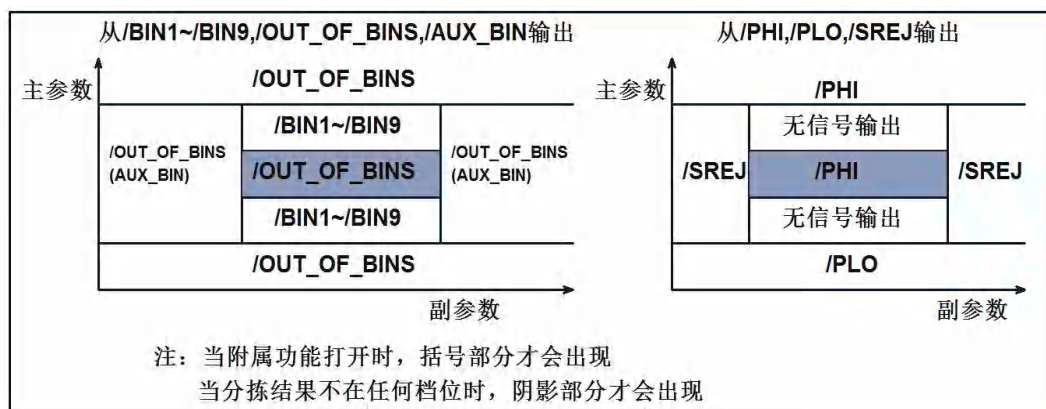 从/BIN1~/BIN9,/OUT_OF_BINS,/AUX_BIN输出
主参数
/OUT_OF_BINS
/BIN1~/BIN9
/OUT_OF_BINS
(AUX_BIN)
/OUT_OF_BINS
/OUT_OF_BINS
(AUX_BIN)
/BIN1~/BIN9
/OUT_OF_BINS
副参数
从/PHI,/PLO,/SREJ输出
主参数
/PHI
无信号输出
/SREJ
/PHI
/SREJ
无信号输出
/PLO
副参数
注：当附属功能打开时，括号部分才会出现
当分拣结果不在任何档位时，阴影部分才会出现